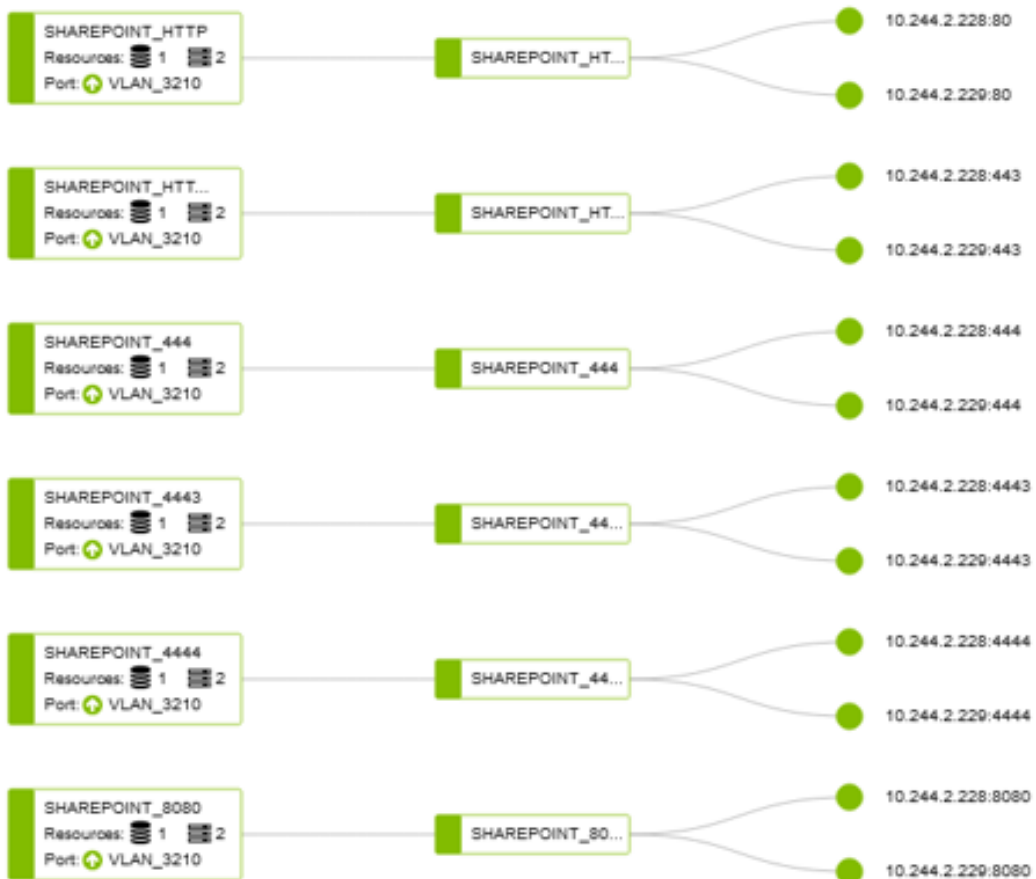 SHAREPOINT_HTTP
Resources: 1 2
Port: VLAN_3210
SHAREPOINT_HT...
10.244.2.228:80
10.244.2.229:80
SHAREPOINT_HTT...
Resources: 1 2
Port: VLAN_3210
SHAREPOINT_HT...
10.244.2.228:443
10.244.2.229:443
SHAREPOINT_444
Resources: 1 2
Port: VLAN_3210
SHAREPOINT_444
10.244.2.228:444
10.244.2.229:444
SHAREPOINT_4443
Resources: 1 2
Port: VLAN_3210
SHAREPOINT_44...
10.244.2.228:4443
10.244.2.229:4443
SHAREPOINT_4444
Resources: 1 2
Port: VLAN_3210
SHAREPOINT_44...
10.244.2.228:4444
10.244.2.229:4444
SHAREPOINT_8080
Resources: 1 2
Port: VLAN_3210
SHAREPOINT_80...
10.244.2.228:8080
10.244.2.229:8080